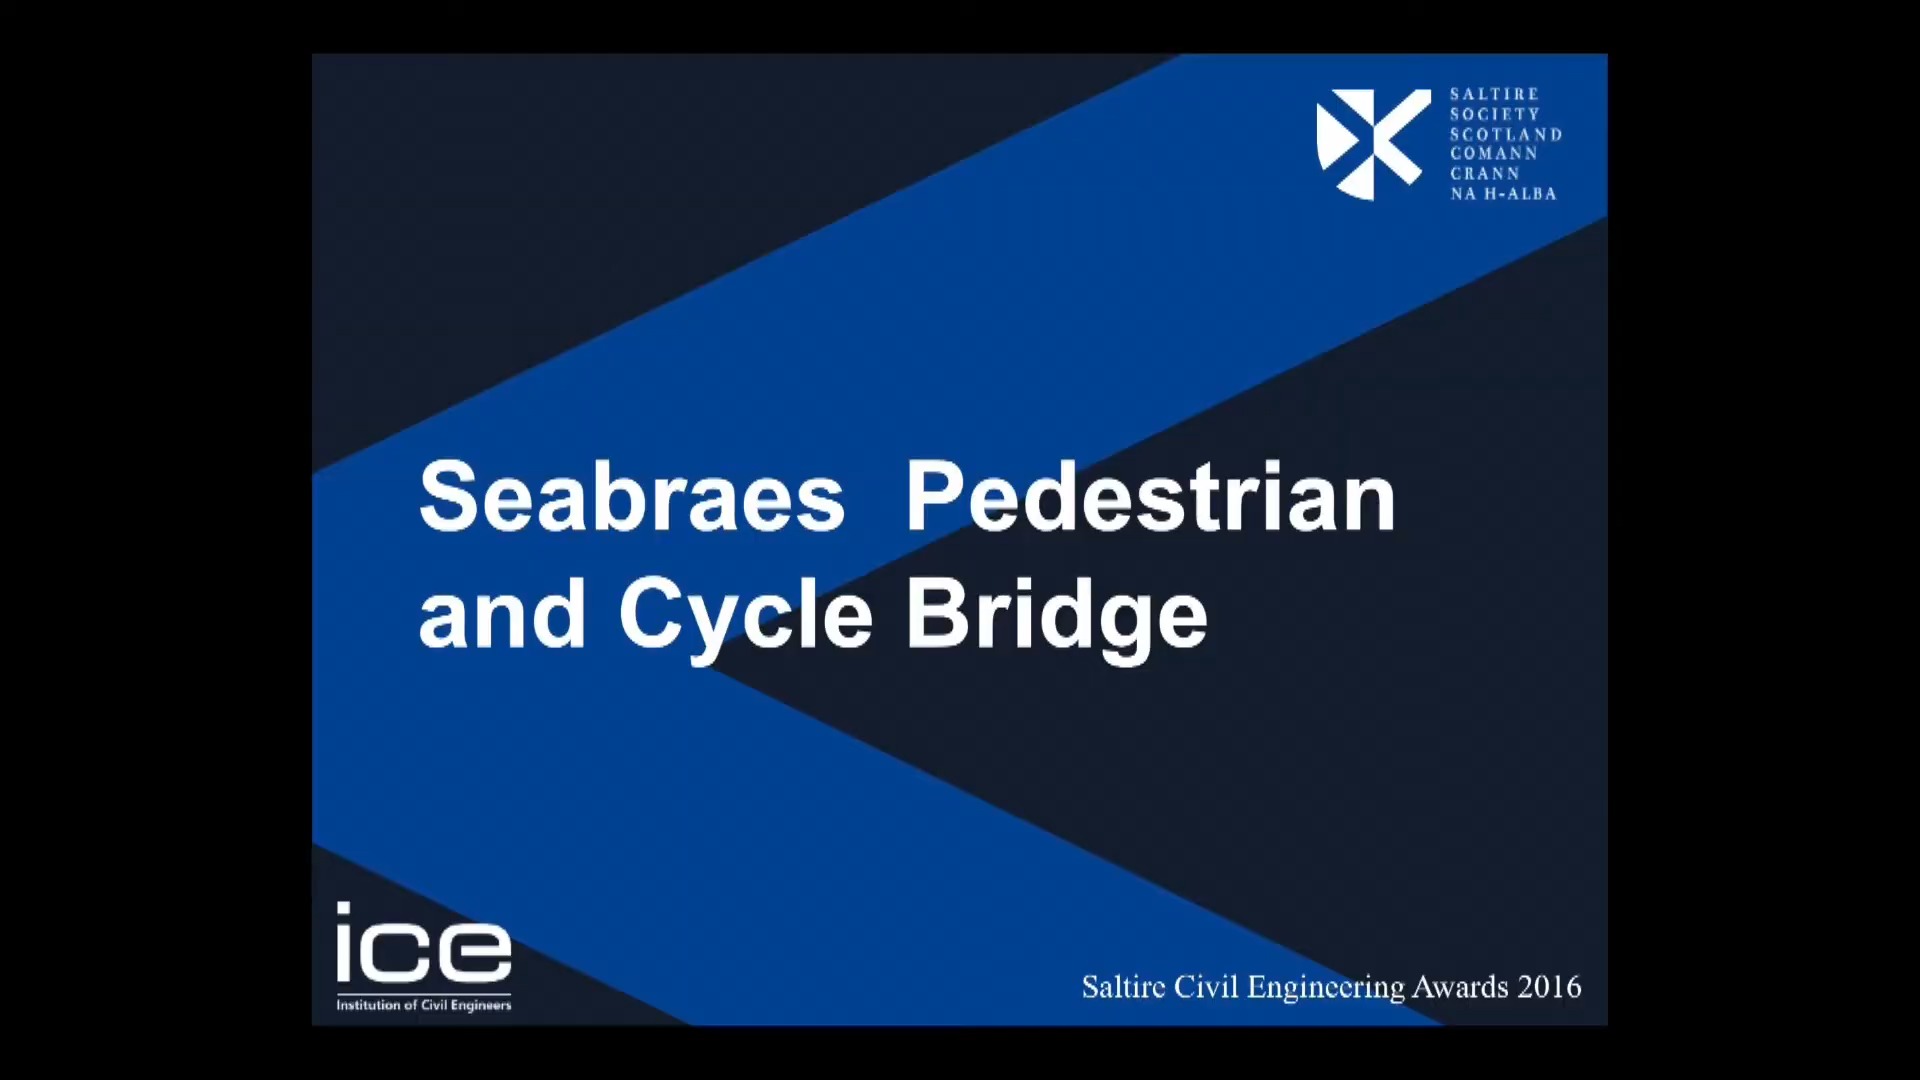 SALTIRE
SOCIETY
SCOTLAND
COMANN
CRANN
NA H-ALBA
Seabraes Pedestrian
and Cycle Bridge
ice
Institution of Civil Engineers
Saltire Civil Engineering Awards 2016